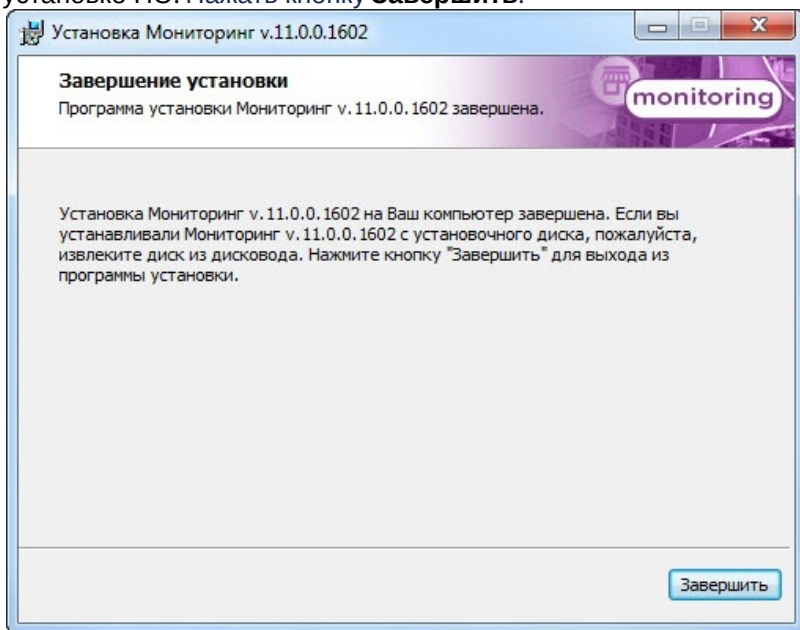 установке ПО. Нажать кнопку Завершить.
Установка Мониторинг v.11.0.0.1602
Завершение установки
Программа установки Мониторинг v.11.0.0.1602 завершена.
monitoring
Установка Мониторинг v.11.0.0.1602 на Ваш компьютер завершена. Если вы
устанавливали Мониторинг v.11.0.0.1602 с установочного диска, пожалуйста,
извлеките диск из дисковода. Нажмите кнопку "Завершить" для выхода из
программы установки.
Завершить